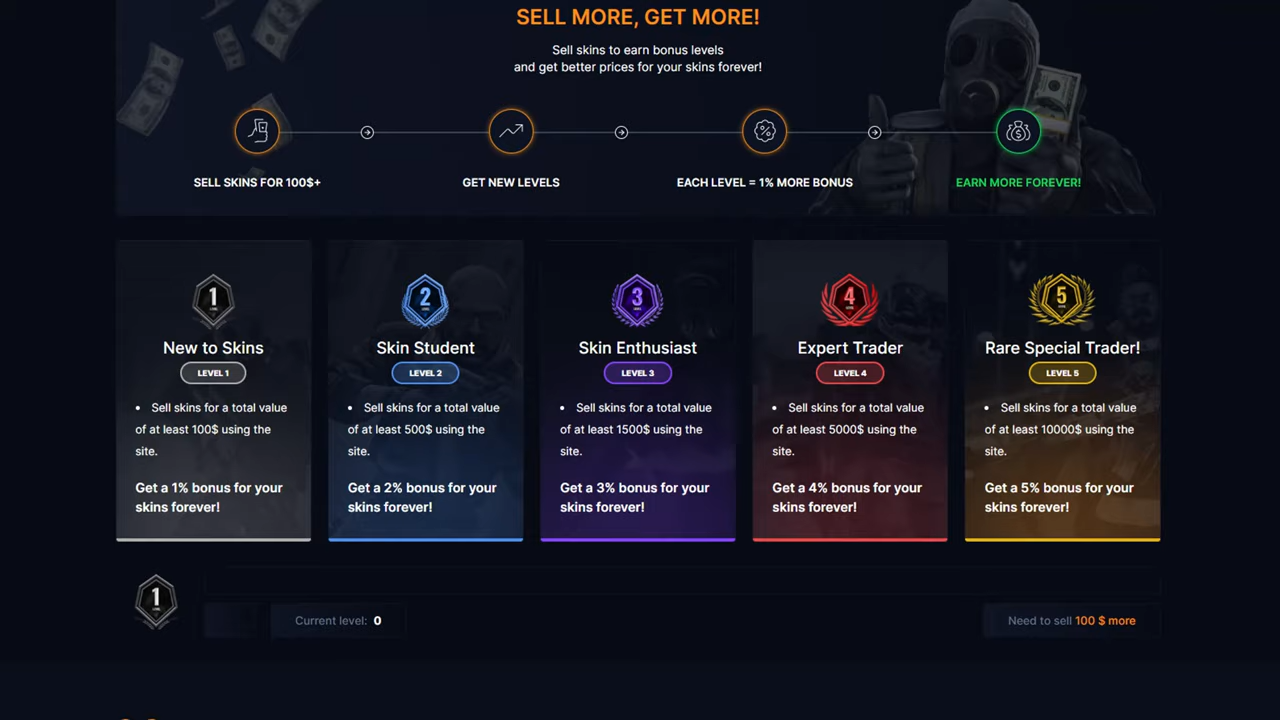 SELL MORE, GET MORE!
Sell skins to earn bonus levels
and get better prices for your skins forever!
SELL SKINS FOR 100$+
GET NEW LEVELS
EACH LEVEL = 1% MORE BONUS
EARN MORE FOREVER!
1
New to Skins
LEVEL 1
• Sell skins for a total value
of at least 100$ using the
site.
Get a 1% bonus for your
skins forever!
2
Skin Student
LEVEL 2
• Sell skins for a total value
of at least 500$ using the
site.
Get a 2% bonus for your
skins forever!
3
Skin Enthusiast
LEVEL 3
• Sell skins for a total value
of at least 1500$ using the
site.
Get a 3% bonus for your
skins forever!
4
Expert Trader
LEVEL 4
• Sell skins for a total value
of at least 5000$ using the
site.
Get a 4% bonus for your
skins forever!
5
Rare Special Trader!
LEVEL 5
• Sell skins for a total value
of at least 10000$ using the
site.
Get a 5% bonus for your
skins forever!
1
Current level: 0
Need to sell 100 $ more